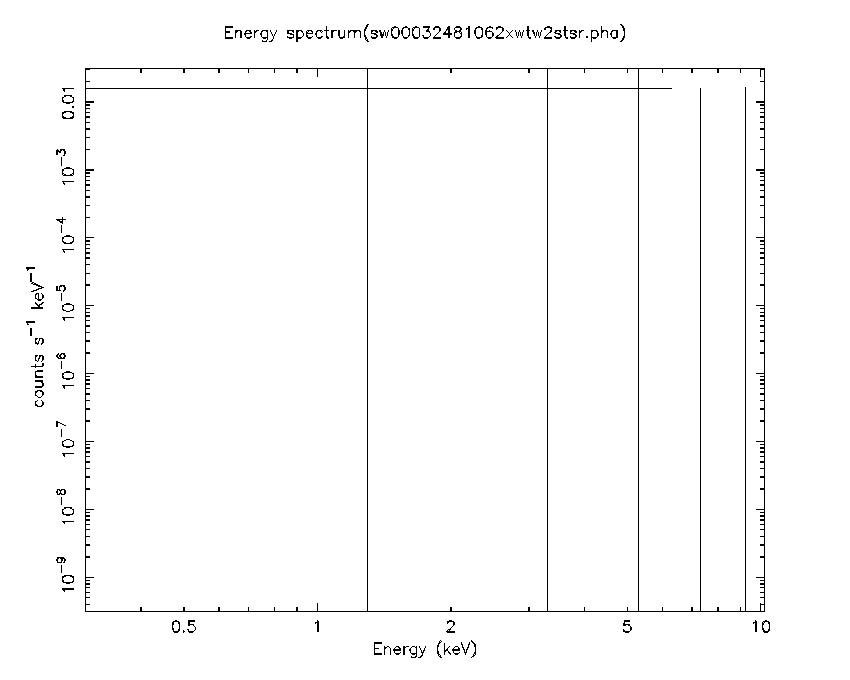 Energy spectrum(sw00032481062xwtw2stsr.pha)
0.01
10⁻³
10⁻⁴
10⁻⁵
10⁻⁶
10⁻⁷
10⁻⁸
10⁻⁹
counts s⁻¹ keV⁻¹
0.5 1 2 5 10
Energy (keV)